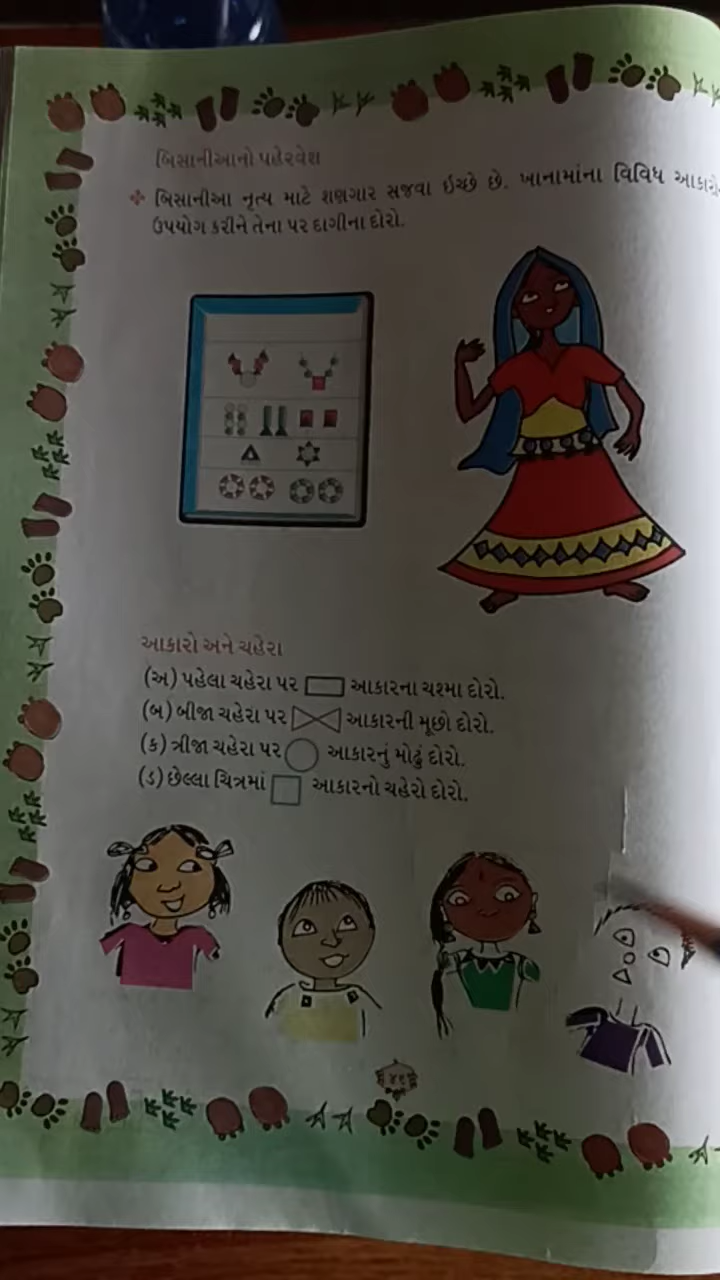 બિસાનીઆનો પહેરવેશ
બિસાનીઆ નૃત્ય માટે શણગાર સજવા ઈચ્છે છે. ખાનામાંના વિવિધ
ઉપયોગ કરીને તેના પર દાગીના દોરો.
આકારો અને ચહેરા
(અ) પહેલા ચહેરા પર આકારના ચશ્મા દોરો.
(બ) બીજા ચહેરા પર આકારની મૂછો દોરો.
(ક) ત્રીજા ચહેરા પર આકારનું મોઢું દોરો.
(ડ) છેલ્લા ચિત્રમાં આકારનો ચહેરો દોરો.